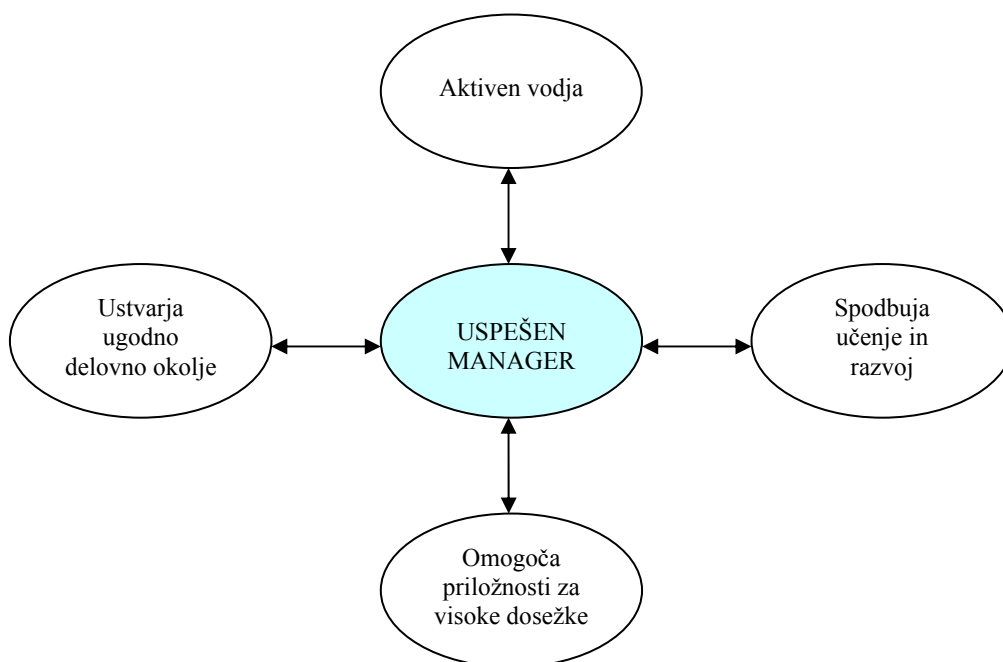 Aktiven vodja
Ustvarja
ugodno
delovno okolje
USPEŠEN
MANAGER
Spodbuja
učenje in
razvoj
Omogoča
priložnosti za
visoke dosežke